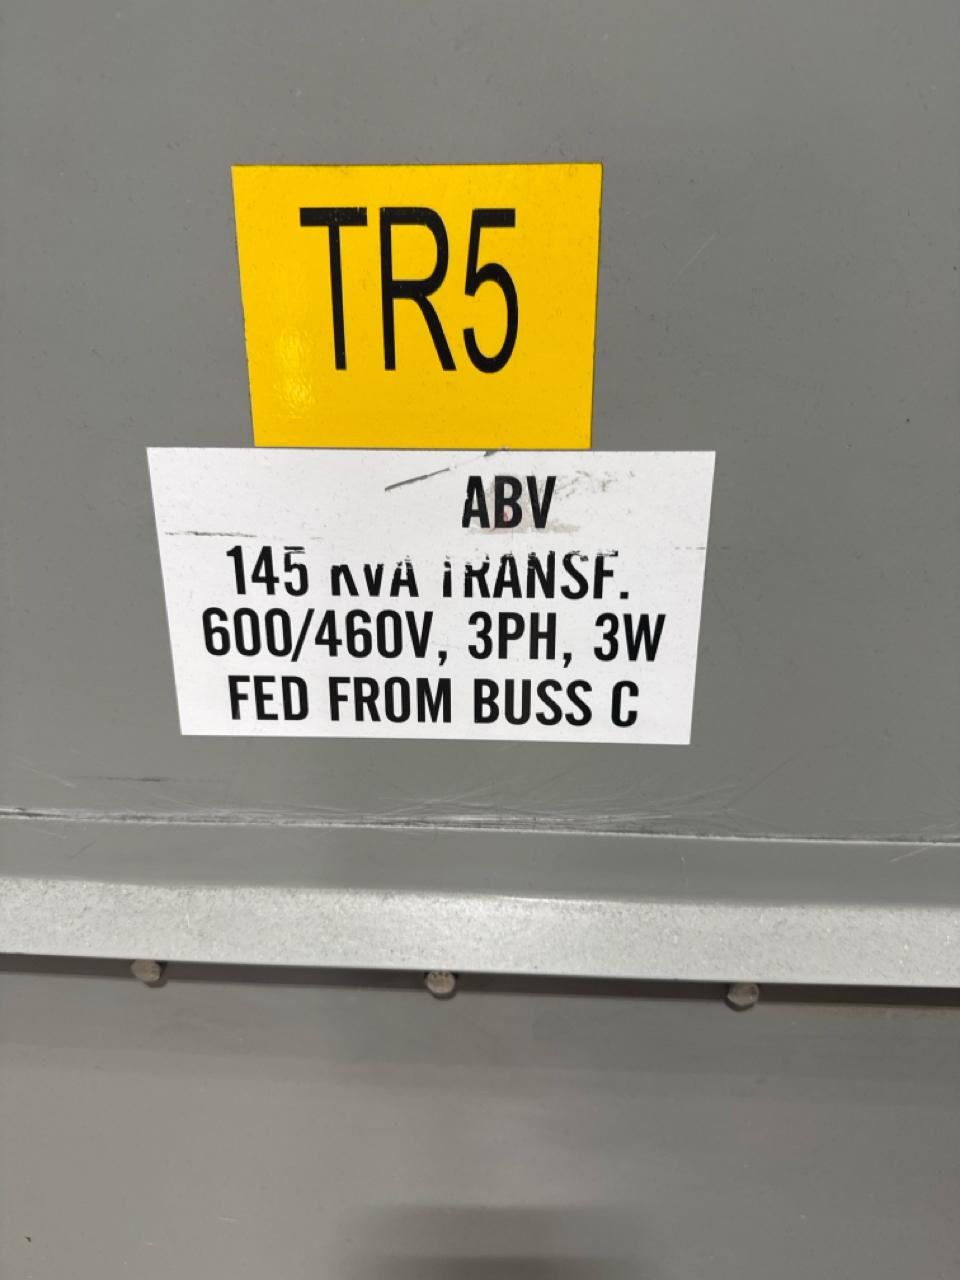 TR5
ABV
145 KVA TRANSF.
600/460V, 3PH, 3W
FED FROM BUSS C